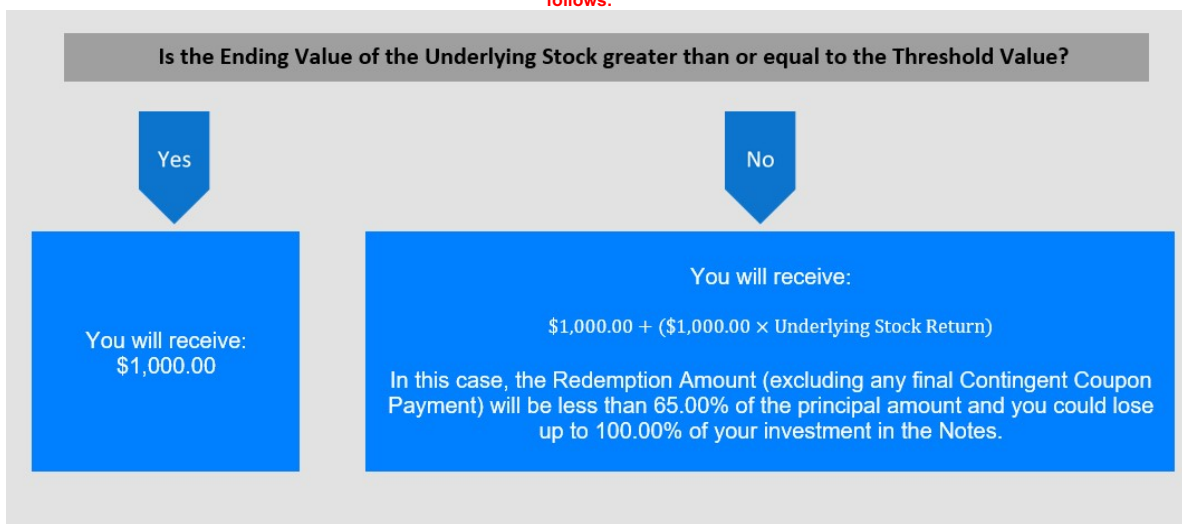 follows:
Is the Ending Value of the Underlying Stock greater than or equal to the Threshold Value?
Yes
No
You will receive:
$1,000.00
You will receive:
$1,000.00 + ($1,000.00 × Underlying Stock Return)
In this case, the Redemption Amount (excluding any final Contingent Coupon
Payment) will be less than 65.00% of the principal amount and you could lose
up to 100.00% of your investment in the Notes.